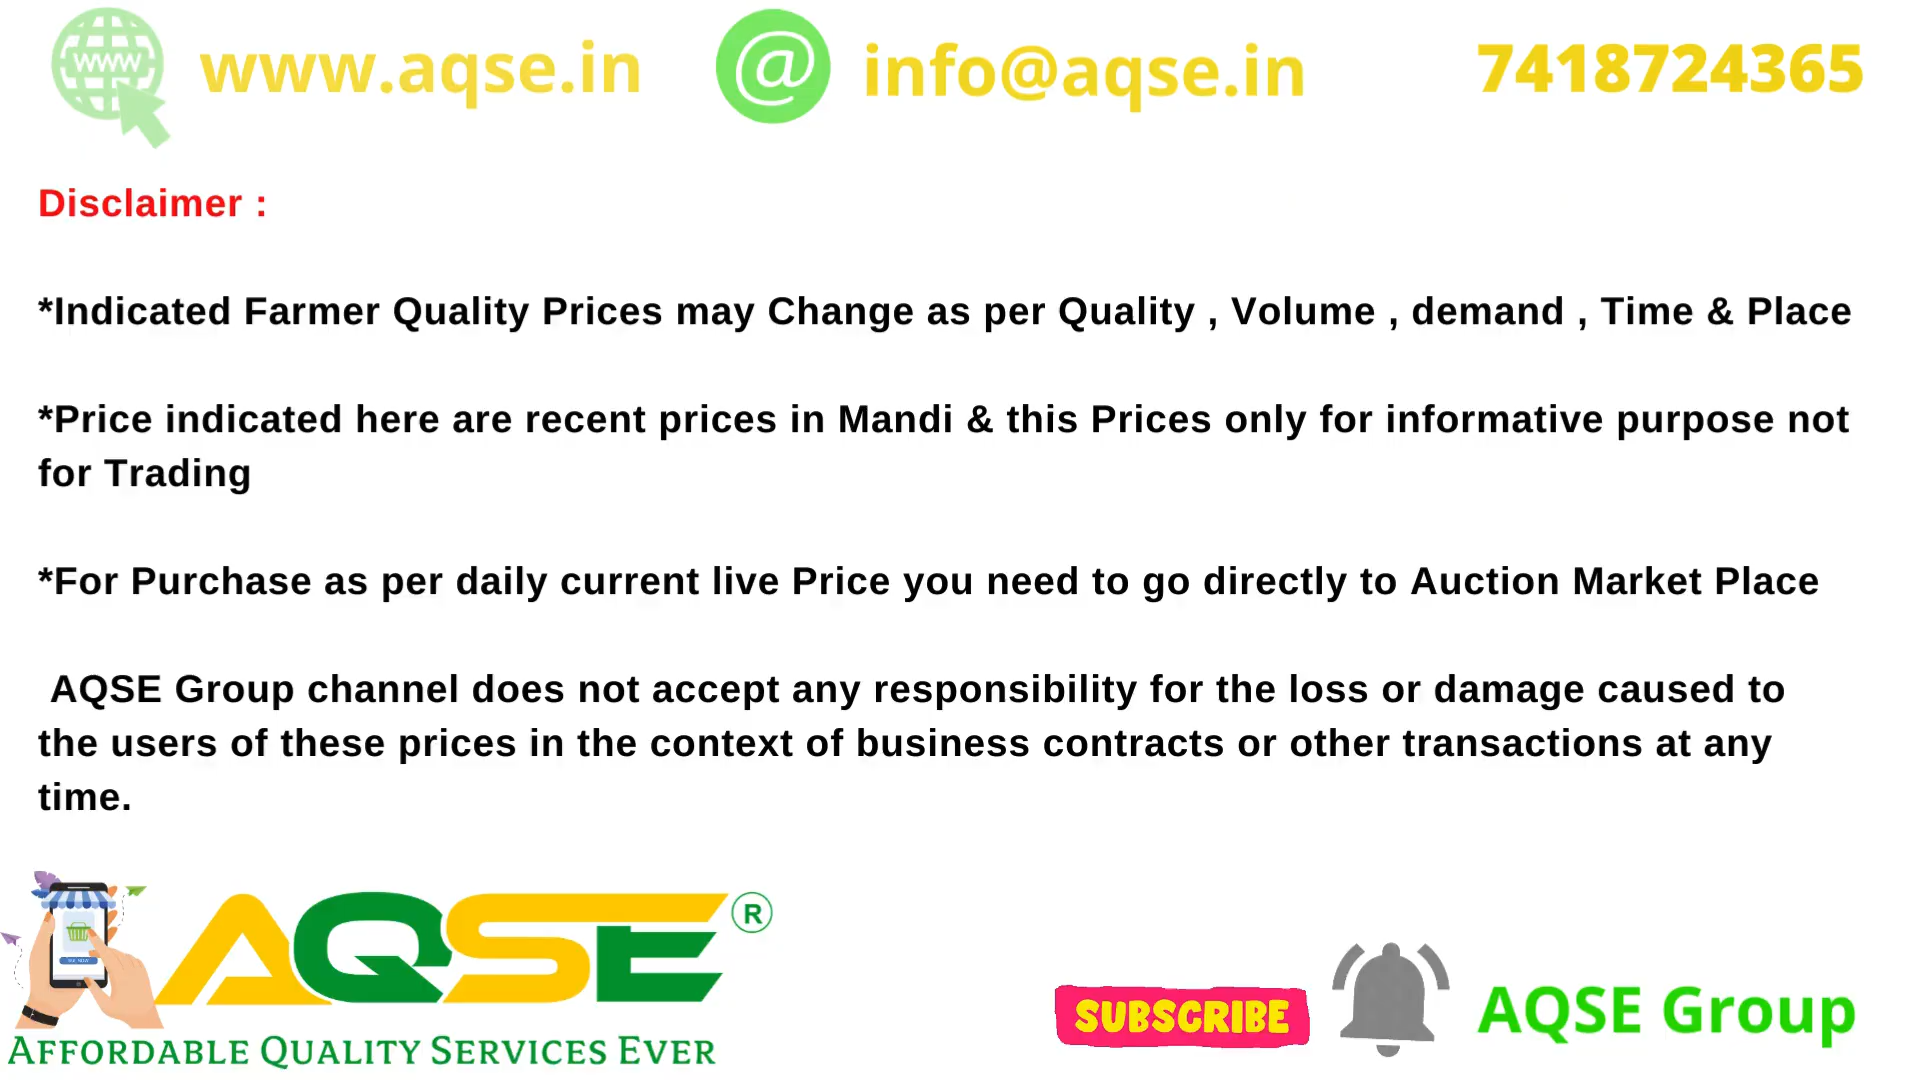 www
www.aqse.in
@
info@aqse.in
7418724365
Disclaimer :
*Indicated Farmer Quality Prices may Change as per Quality , Volume , demand , Time & Place
*Price indicated here are recent prices in Mandi & this Prices only for informative purpose not
for Trading
*For Purchase as per daily current live Price you need to go directly to Auction Market Place
AQSE Group channel does not accept any responsibility for the loss or damage caused to
the users of these prices in the context of business contracts or other transactions at any
time.
AQSE ®
AFFORDABLE QUALITY SERVICES EVER
SUBSCRIBE
AQSE Group